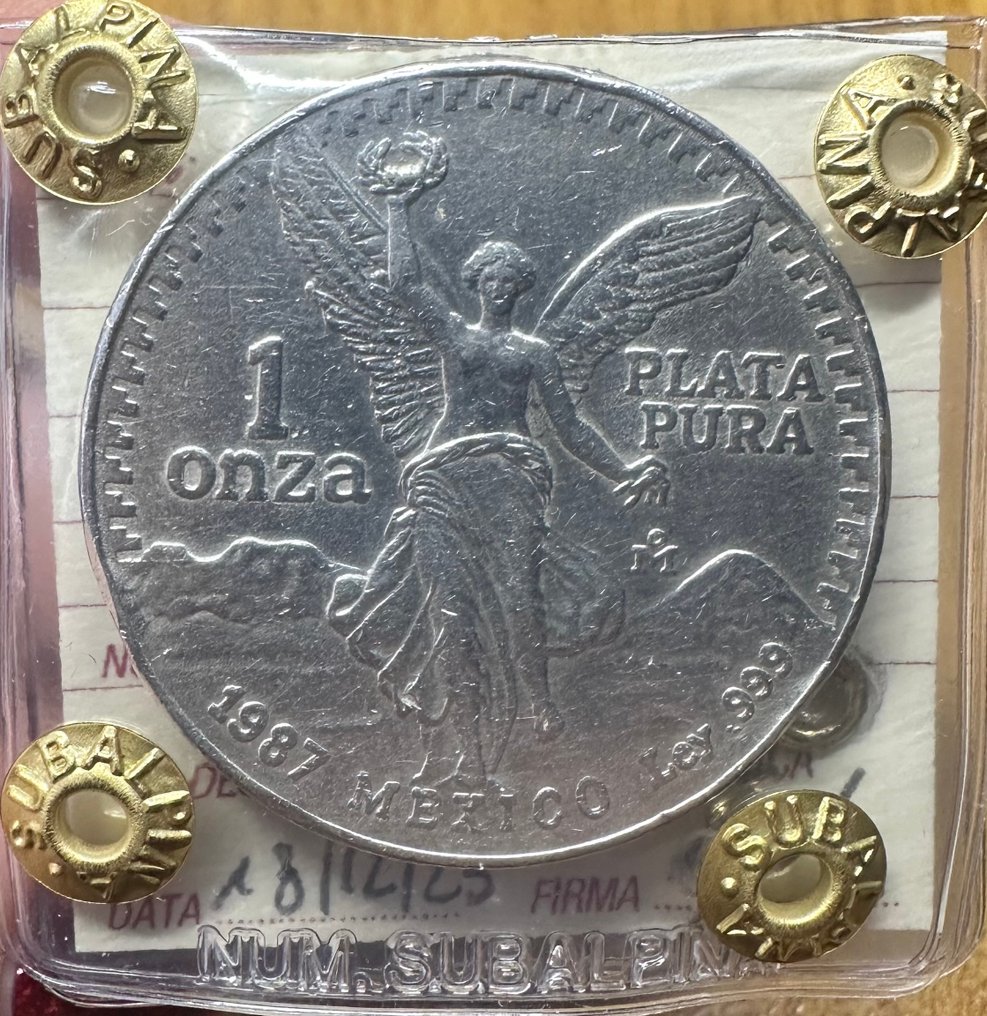 SUBALPINA
SUBALPINA
1
onza
PLATA
PURA
M
1987 MEXICO Ley .999
SUBALPINA
SUBALPINA
DATA 18/12/23 FIRMA
NUM. SUBALPINA